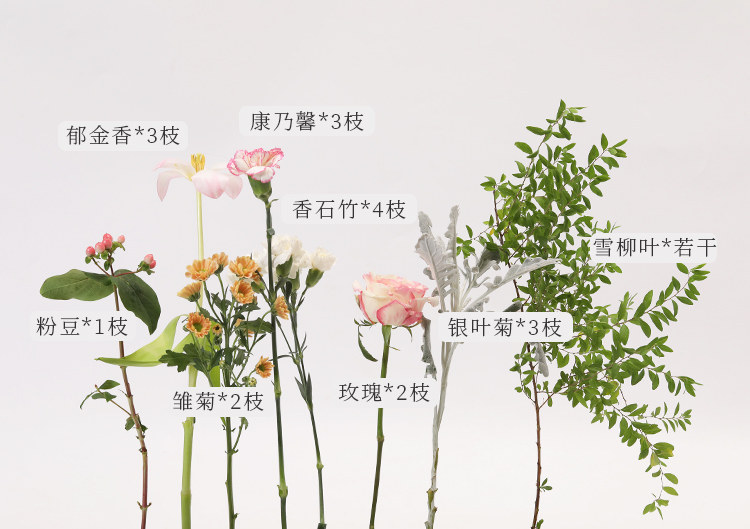 康乃馨*3枝
郁金香*3枝
香石竹*4枝
雪柳叶*若干
粉豆*1枝
银叶菊*3枝
玫瑰*2枝
雏菊*2枝